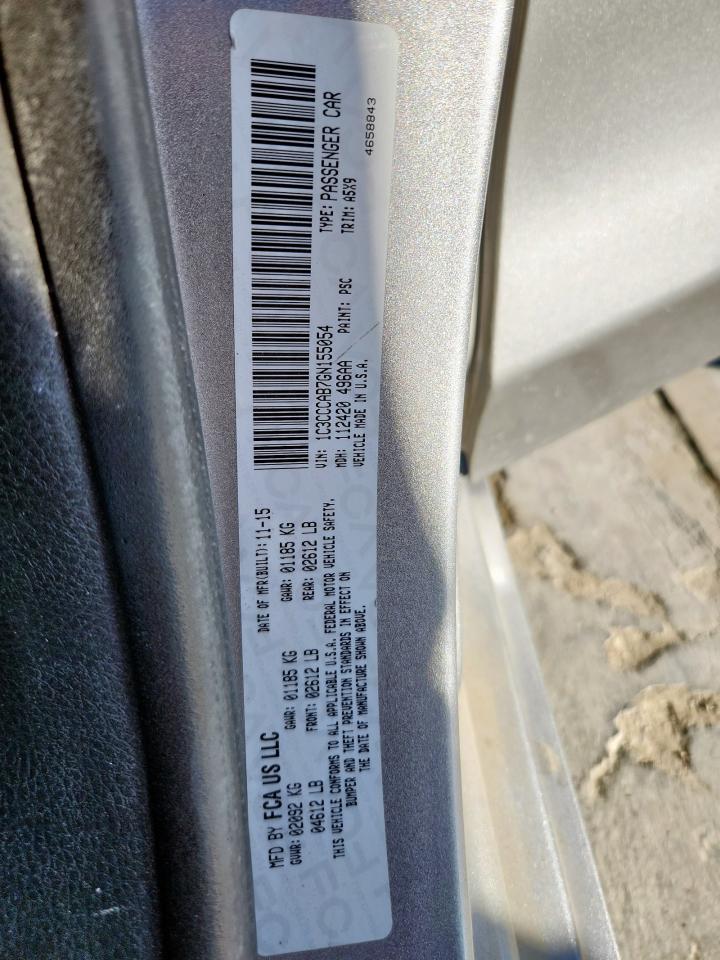 MFD BY FCA US LLC
DATE OF MFR(BUILT): 11-15
GVWR: 02092 KG
GAWR: 01185 KG
GAWR: 01185 KG
04612 LB
FRONT: 02612 LB
REAR: 02612 LB
THIS VEHICLE CONFORMS TO ALL APPLICABLE U.S.A. FEDERAL MOTOR VEHICLE SAFETY,
BUMPER AND THEFT PREVENTION STANDARDS IN EFFECT ON
THE DATE OF MANUFACTURE SHOWN ABOVE.
VIN: 1C3CCCAB7GN155054
TYPE: PASSENGER CAR
MDH: 112420 496AA
PAINT: PSC
TRIM: A5X9
VEHICLE MADE IN U.S.A.
4658843